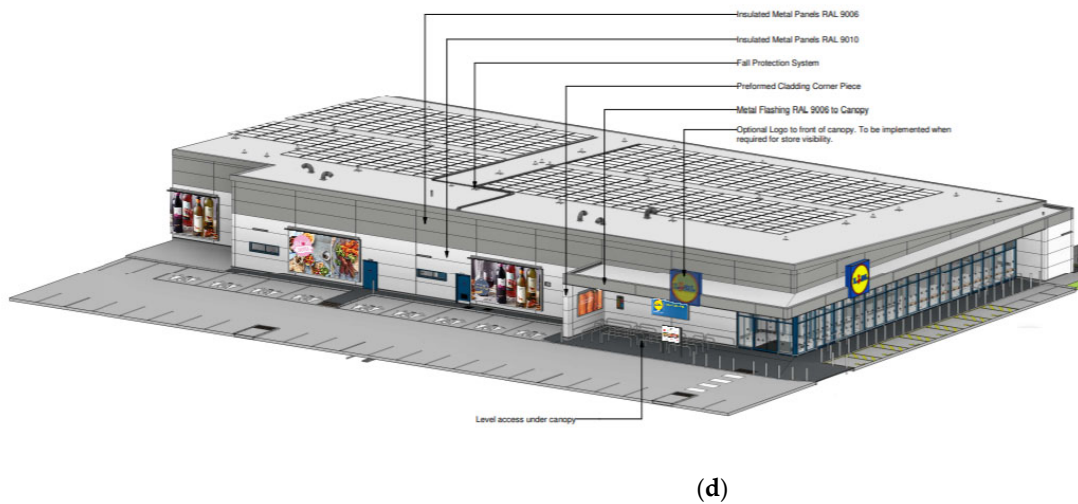 Insulated Metal Panels RAL 9006
Insulated Metal Panels RAL 9010
Fall Protection System
Preformed Cladding Corner Piece
Metal Flashing RAL 9006 to Canopy
Optional Logo to front of canopy. To be implemented when
required for store visibility.
Level access under canopy
(d)